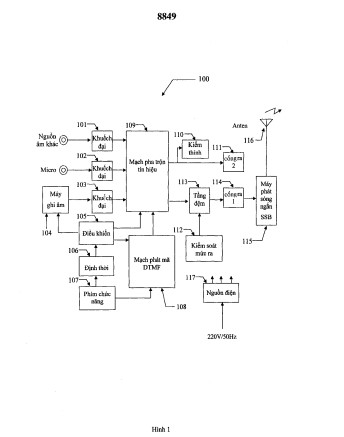 8849
100
101
Khuếch
đại
Nguồn
âm khác
102
Khuếch
đại
Micro
103
Khuếch
đại
Máy
ghi âm
104
105
Điều khiển
106
Định thời
107
Phím chức
năng
109
Mạch pha trộn
tín hiệu
Mạch phát mã
DTMF
108
110
Kiểm
thính
111
cổng ra
2
113
Tầng
đệm
114
cổng ra
1
112
Kiểm soát
mức ra
Anten
116
Máy
phát
sóng
ngắn
SSB
115
117
Nguồn điện
220V/50Hz
Hình 1